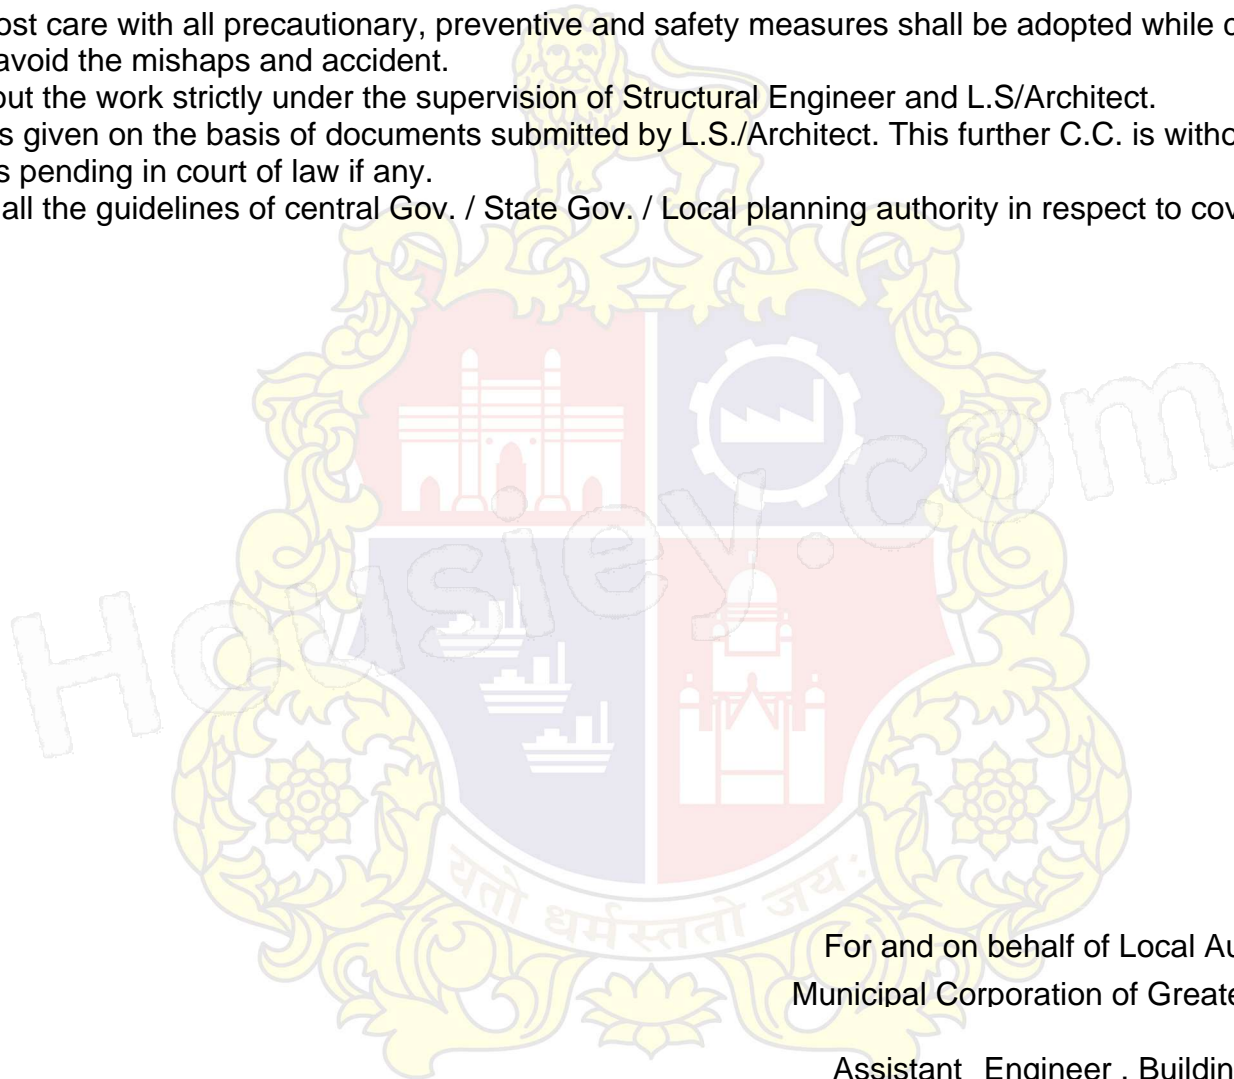 ost care with all precautionary, preventive and safety measures shall be adopted while c
avoid the mishaps and accident.
out the work strictly under the supervision of Structural Engineer and L.S/Architect.
s given on the basis of documents submitted by L.S./Architect. This further C.C. is witho
s pending in court of law if any.
all the guidelines of central Gov. / State Gov. / Local planning authority in respect to cov
Housiey.com
यतो धर्मस्ततो जय:
For and on behalf of Local Au
Municipal Corporation of Greate
Assistant Engineer . Buildin